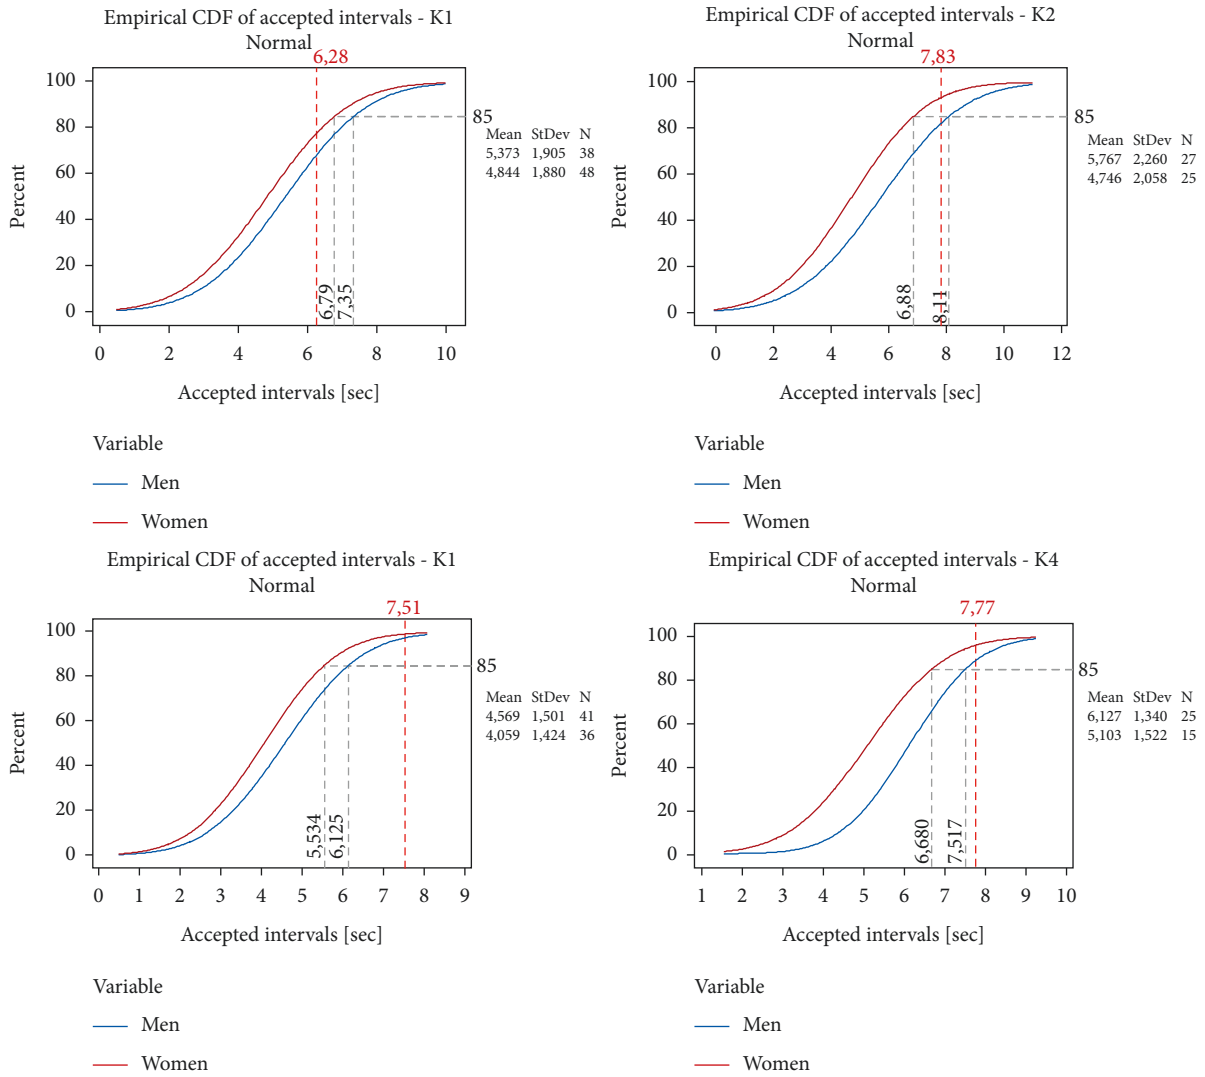 Empirical CDF of accepted intervals - K1
Normal
6,28
100
80
60
40
20
0
Percent
85
Mean StDev N
5,373 1,905 38
4,844 1,880 48
6,79
7,35
0 2 4 6 8 10
Accepted intervals [sec]
Variable
Men
Women
Empirical CDF of accepted intervals - K2
Normal
7,83
100
80
60
40
20
0
Percent
85
Mean StDev N
5,767 2,260 27
4,746 2,058 25
6,88
8,11
0 2 4 6 8 10 12
Accepted intervals [sec]
Variable
Men
Women
Empirical CDF of accepted intervals - K1
Normal
7,51
100
80
60
40
20
0
Percent
85
Mean StDev N
4,569 1,501 41
4,059 1,424 36
5,534
6,125
0 1 2 3 4 5 6 7 8 9
Accepted intervals [sec]
Variable
Men
Women
Empirical CDF of accepted intervals - K4
Normal
7,77
100
80
60
40
20
0
Percent
85
Mean StDev N
6,127 1,340 25
5,103 1,522 15
6,680
7,517
1 2 3 4 5 6 7 8 9 10
Accepted intervals [sec]
Variable
Men
Women